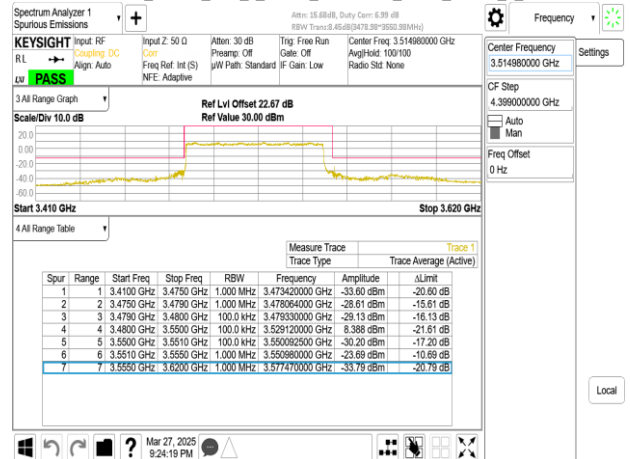 Spectrum Analyzer 1
Spurious Emissions
Attn: 15.68dB, Duty Corr: 6.99 dB
RBW Trans:8.45dB(3478.98~3550.98MHz)
Frequency
KEYSIGHT Input: RF Input Z: 50 Ω Atten: 30 dB Trig: Free Run Center Freq: 3.514980000 GHz
RL Coupling: DC Corr Preamp: Off Gate: Off Avg|Hold: 100/100
Align: Auto Freq Ref: Int (S) µW Path: Standard IF Gain: Low Radio Std: None
LXI PASS NFE: Adaptive
Center Frequency
3.514980000 GHz
Settings
CF Step
4.399000000 GHz
Auto
Man
Freq Offset
0 Hz
Local
3 All Range Graph
Ref Lvl Offset 22.67 dB
Scale/Div 10.0 dB Ref Value 30.00 dBm
20.0
0.00
-20.0
-40.0
-60.0
Start 3.410 GHz Stop 3.620 GHz
4 All Range Table
Measure Trace Trace 1
Trace Type Trace Average (Active)
Spur Range Start Freq Stop Freq RBW Frequency Amplitude ΔLimit
1 1 3.4100 GHz 3.4750 GHz 1.000 MHz 3.473420000 GHz -33.60 dBm -20.60 dB
2 2 3.4750 GHz 3.4790 GHz 1.000 MHz 3.478064000 GHz -28.61 dBm -15.61 dB
3 3 3.4790 GHz 3.4800 GHz 100.0 kHz 3.479330000 GHz -29.13 dBm -16.13 dB
4 4 3.4800 GHz 3.5500 GHz 100.0 kHz 3.529120000 GHz 8.388 dBm -21.61 dB
5 5 3.5500 GHz 3.5510 GHz 100.0 kHz 3.550092500 GHz -30.20 dBm -17.20 dB
6 6 3.5510 GHz 3.5550 GHz 1.000 MHz 3.550980000 GHz -23.69 dBm -10.69 dB
7 7 3.5550 GHz 3.6200 GHz 1.000 MHz 3.577470000 GHz -33.79 dBm -20.79 dB
Mar 27, 2025
9:24:19 PM